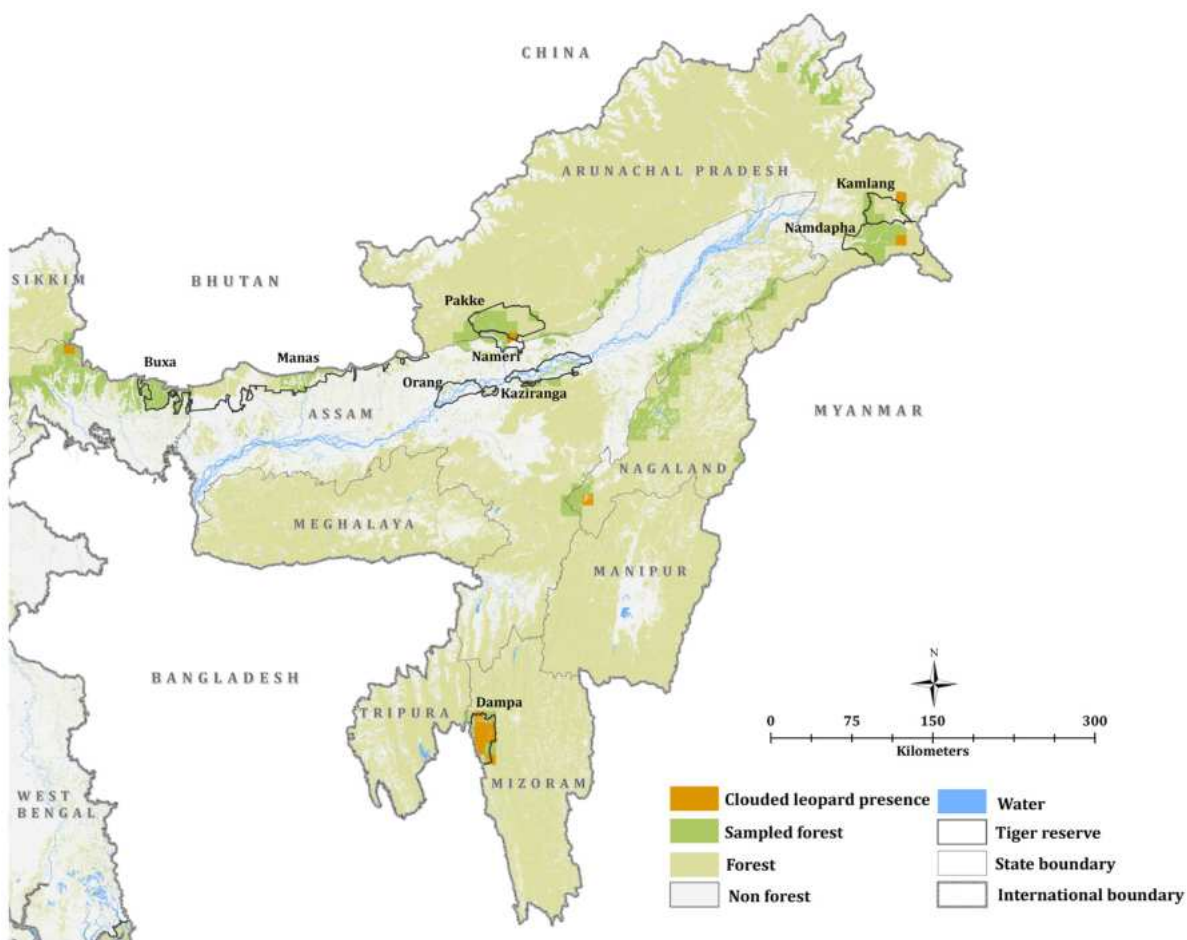 CHINA
ARUNACHAL PRADESH
Kamlang
Namdapha
SIKKIM
BHUTAN
Pakke
Buxa
Manas
Nameri
Orang
Kaziranga
ASSAM
MYANMAR
NAGALAND
MEGHALAYA
MANIPUR
BANGLADESH
N
Dampa
TRIPURA
0 75 150 300
Kilometers
MIZORAM
WEST
BENGAL
Clouded leopard presence
Water
Sampled forest
Tiger reserve
Forest
State boundary
Non forest
International boundary